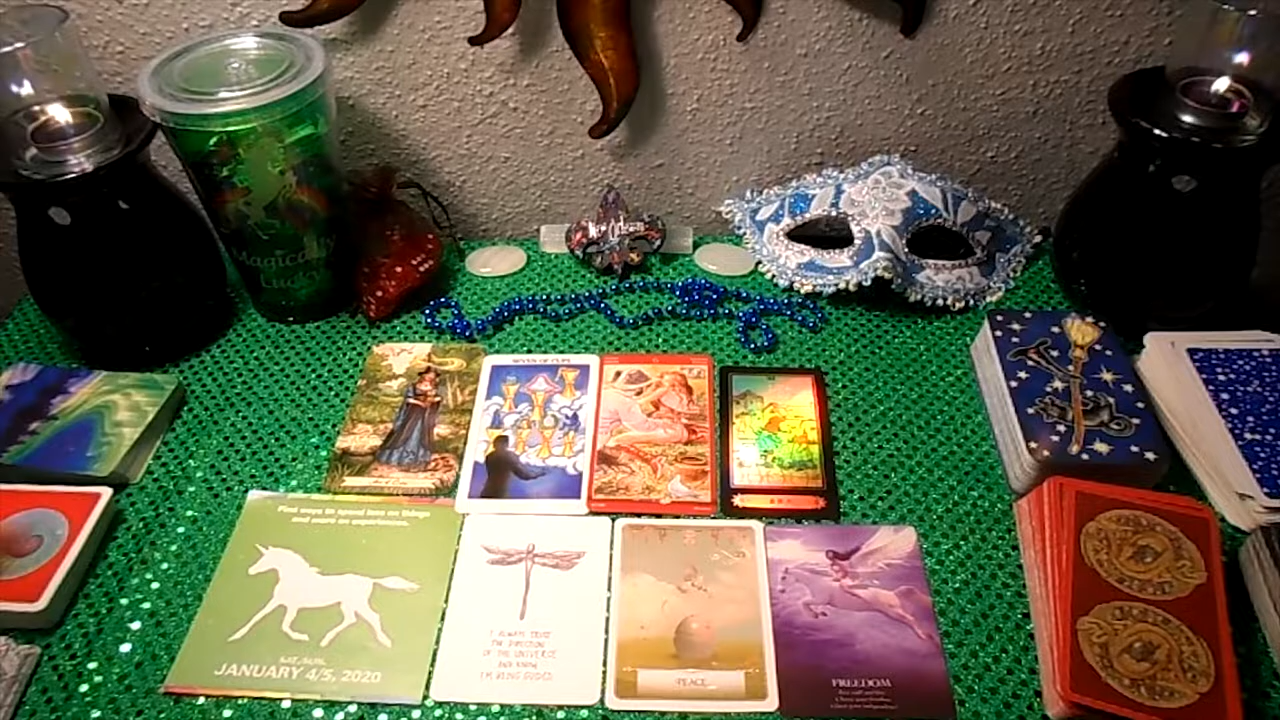 Magically
Lucky
New Orleans
SEVEN OF CUPS
Find ways to spend less on things
and more on experiences.
SAT./SUN.
JANUARY 4/5, 2020
I ALWAYS TRUST
THE DIRECTION
OF THE UNIVERSE
AND KNOW
I'M BEING GUIDED.
PEACE
FREEDOM